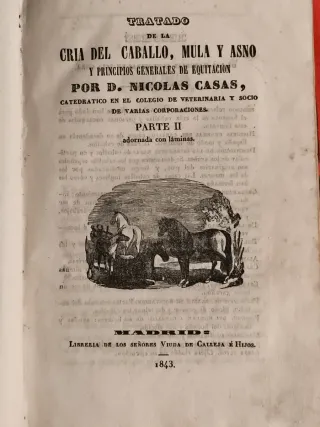 TRATADO
DE LA
CRIA DEL CABALLO, MULA Y ASNO
Y PRINCIPIOS GENERALES DE EQUITACION
POR D. NICOLAS CASAS,
CATEDRATICO EN EL COLEGIO DE VETERINARIA Y SOCIO
DE VARIAS CORPORACIONES.
PARTE II
adornada con láminas.
MADRID:
LIBRERIA DE LOS SEÑORES VIUDA DE CALLEJA É HIJOS.
1843.